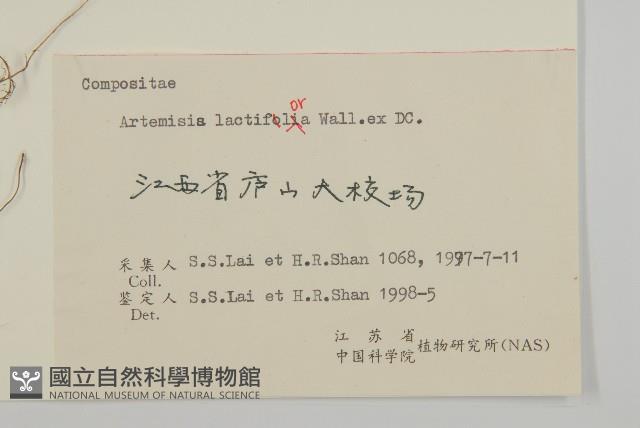 Compositae
or
Artemisia lactifolia Wall.ex DC.
江西省庐山大校场
采集人 S.S.Lai et H.R.Shan 1068, 1997-7-11
Coll.
鉴定人 S.S.Lai et H.R.Shan 1998-5
Det.
江苏省
中国科学院 植物研究所(NAS)
國立自然科學博物館
NATIONAL MUSEUM OF NATURAL SCIENCE